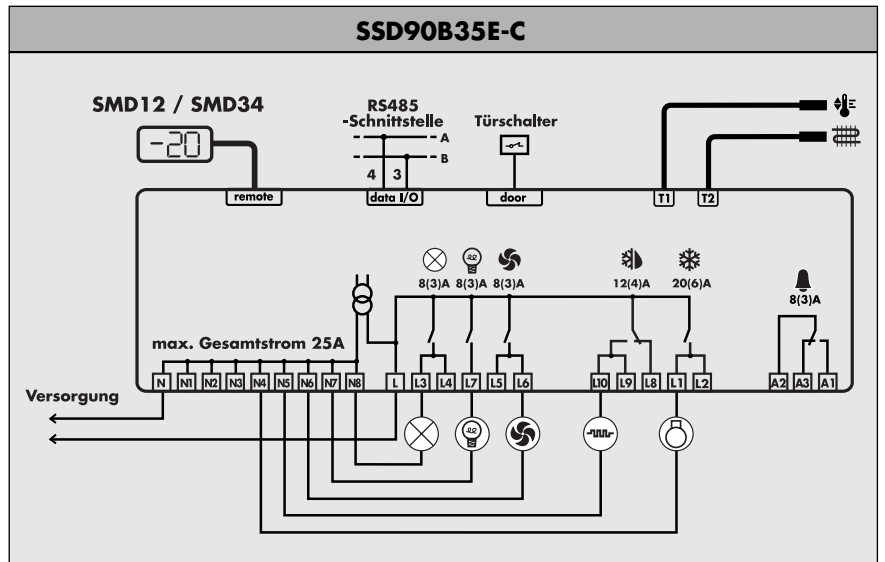 SSD90B35E-C
SMD12 / SMD34
-20
RS485
-Schnittstelle
A
B
4 3
Türschalter
remote
data I/O
door
T1 T2
8(3)A 8(3)A 8(3)A 12(4)A 20(6)A
8(3)A
max. Gesamtstrom 25A
N N1 N2 N3 N4 N5 N6 N7 N8 L L3 L4 L7 L5 L6 L10 L9 L8 L1 L2 A2 A3 A1
Versorgung